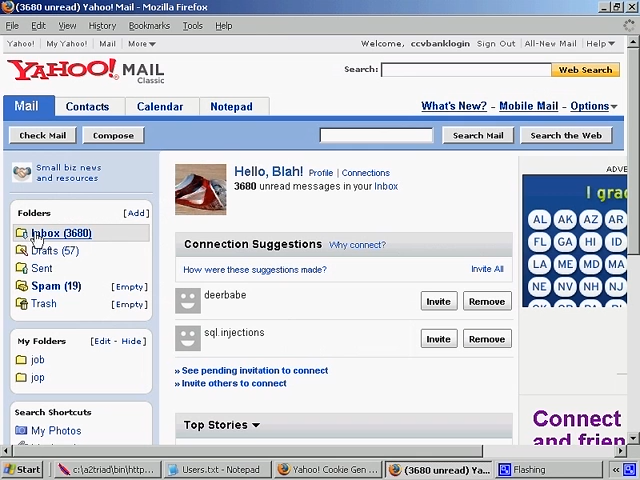 (3680 unread) Yahoo! Mail - Mozilla Firefox
File Edit View History Bookmarks Tools Help
Yahoo! My Yahoo! Mail More Welcome, ccvbanklogin Sign Out All-New Mail Help
YAHOO! MAIL Classic
Search: Web Search
Mail Contacts Calendar Notepad What's New? - Mobile Mail - Options
Check Mail Compose Search Mail Search the Web
Small biz news and resources
Folders [Add]
Inbox (3680)
Drafts (57)
Sent
Spam (19) [Empty]
Trash [Empty]
My Folders [Edit - Hide]
job
jop
Search Shortcuts
My Photos
Hello, Blah! Profile | Connections
3680 unread messages in your Inbox
Connection Suggestions Why connect?
How were these suggestions made? Invite All
deerbabe Invite Remove
sql.injections Invite Remove
» See pending invitation to connect
» Invite others to connect
Top Stories
ADVE
I grad
AL AK AZ AR
FL GA HI ID
LA ME MD MA
NE NV NH NJ
Connect
and frien
Start c:\a2triad\bin\http... Users.txt - Notepad Yahoo! Cookie Gen ... (3680 unread) Ya... Flashing